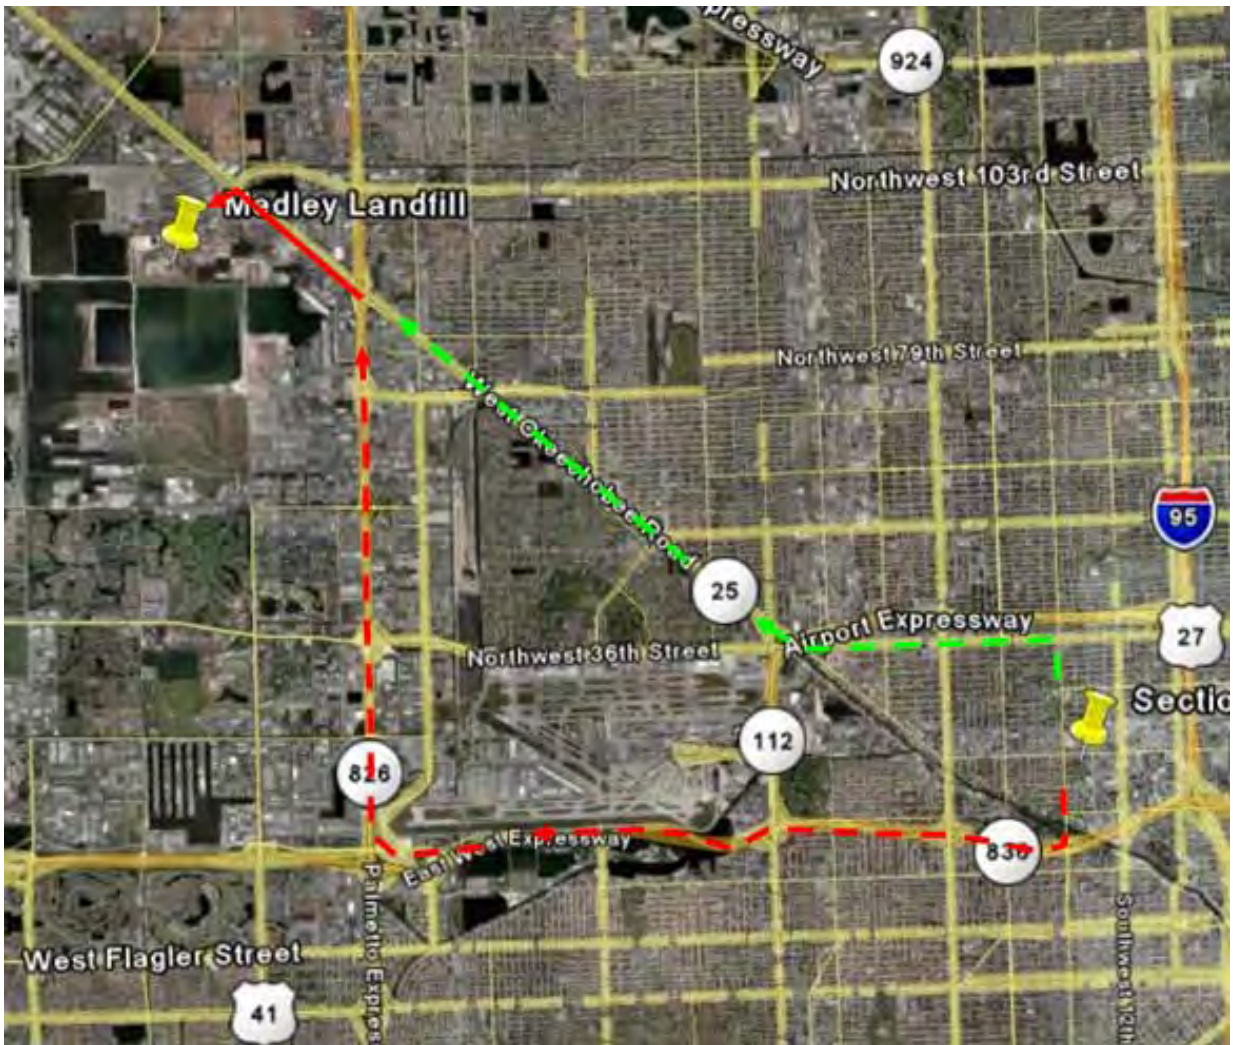 pressway
924
Northwest 103rd Street
Medley Landfill
Northwest 79th Street
West Okeechobee Road
95
25
Airport Expressway
27
Northwest 36th Street
Sectio
112
826
East West Expressway
836
Palmetto Expres
Southwest 12th
West Flagler Street
41